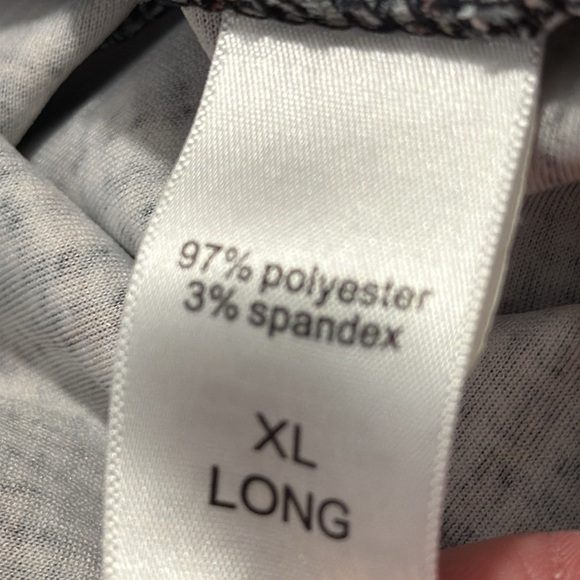 97% polyester
3% spandex
XL
LONG